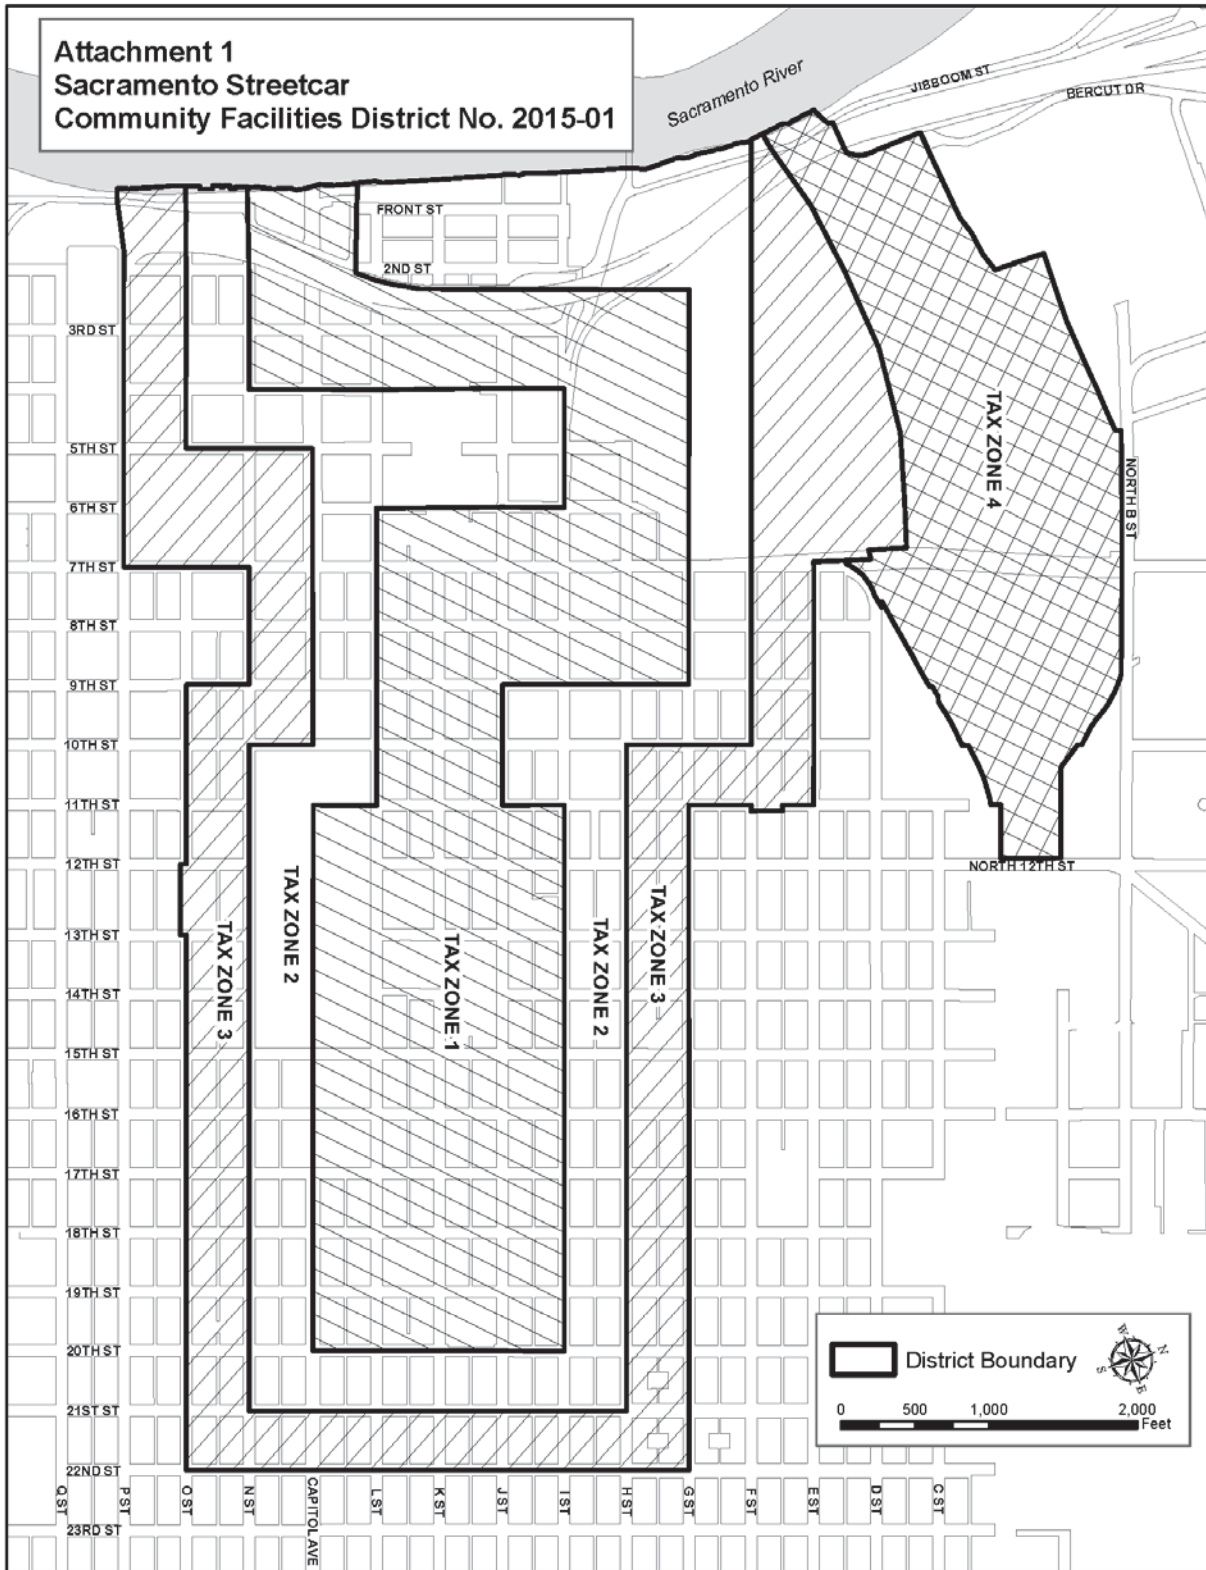 Attachment 1
Sacramento Streetcar
Community Facilities District No. 2015-01
Sacramento River
JIBBOOM ST
BERCUT DR
FRONT ST
2ND ST
3RD ST
5TH ST
6TH ST
7TH ST
8TH ST
9TH ST
10TH ST
11TH ST
12TH ST
13TH ST
14TH ST
15TH ST
16TH ST
17TH ST
18TH ST
19TH ST
20TH ST
21ST ST
22ND ST
23RD ST
TAX ZONE 4
NORTH B ST
NORTH 12TH ST
TAX ZONE 3
TAX ZONE 2
TAX ZONE 1
TAX ZONE 2
TAX ZONE 3
District Boundary
W
N
S
E
0 500 1,000 2,000
Feet
Q ST
P ST
O ST
N ST
CAPITOL AVE
L ST
K ST
J ST
I ST
H ST
G ST
F ST
E ST
D ST
C ST